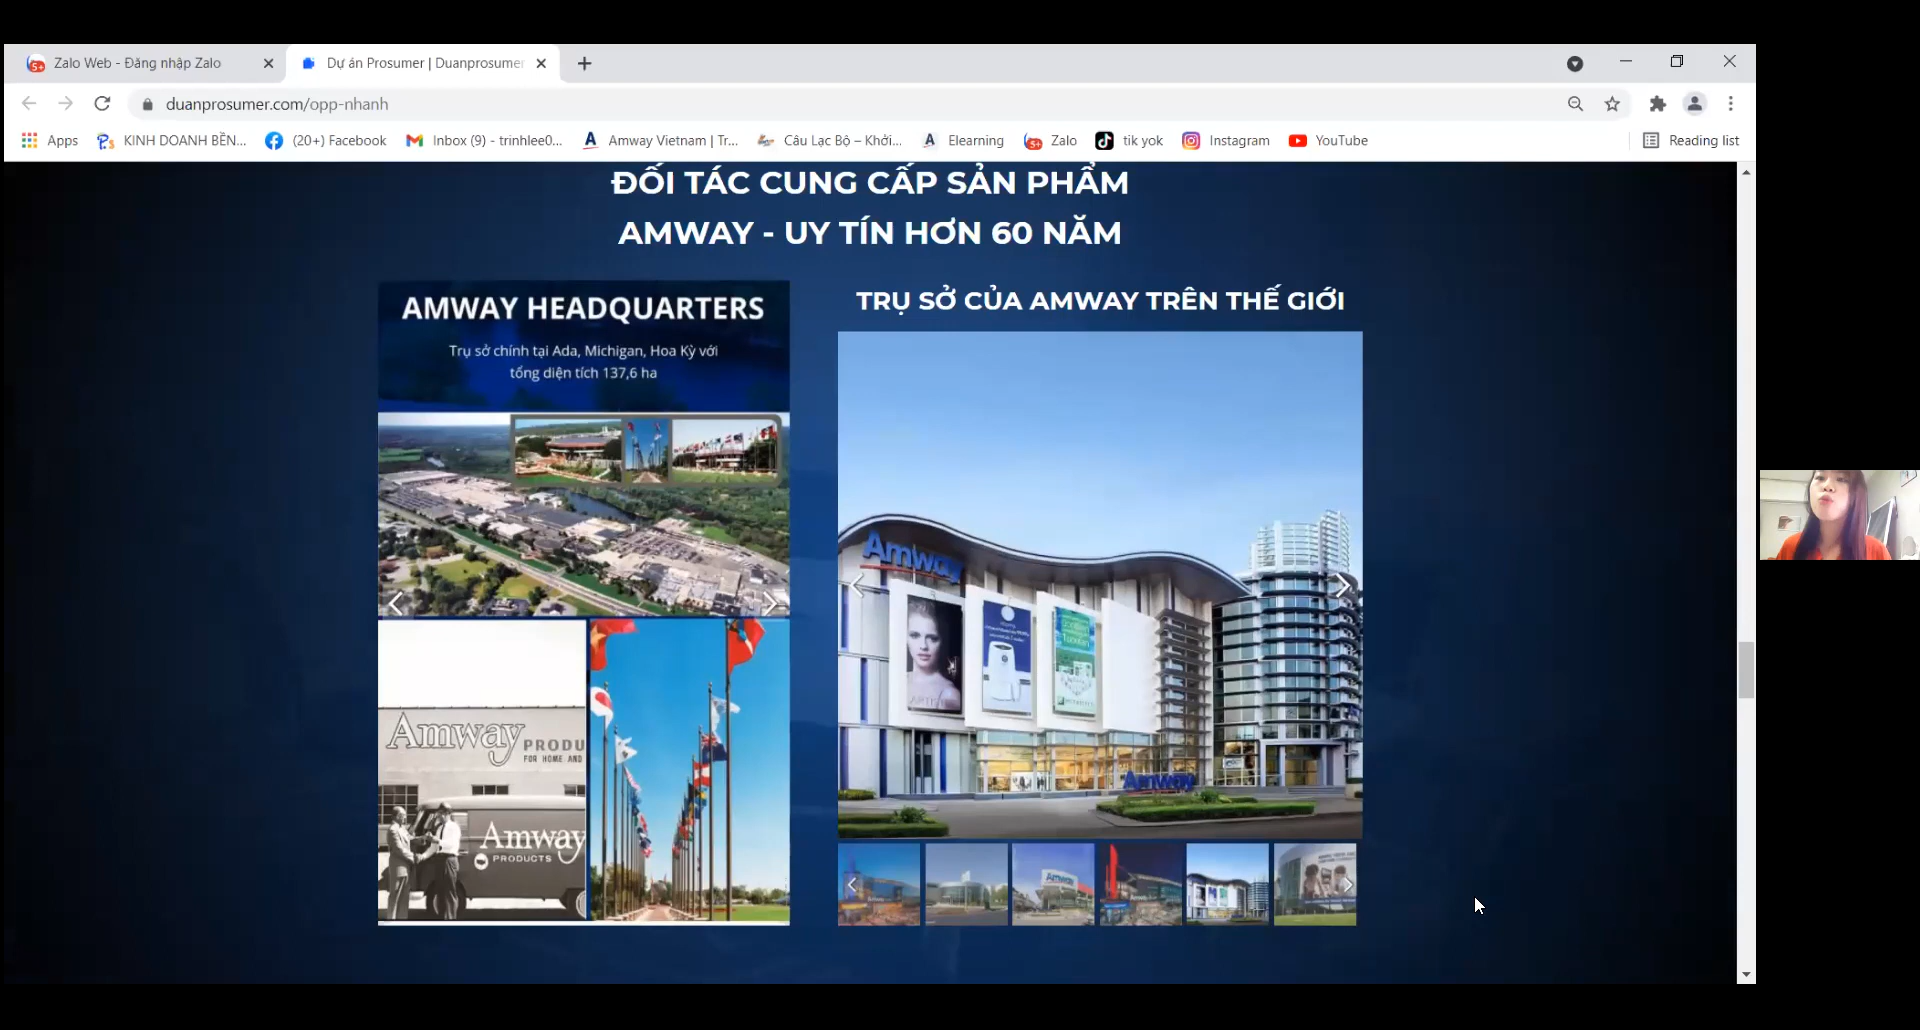 Zalo Web - Đăng nhập Zalo
Dự án Prosumer | Duanprosumer
duanprosumer.com/opp-nhanh
Apps
KINH DOANH BỀN...
(20+) Facebook
Inbox (9) - trinhlee0...
Amway Vietnam | Tr...
Câu Lạc Bộ – Khởi...
Elearning
Zalo
tik yok
Instagram
YouTube
Reading list
ĐỐI TÁC CUNG CẤP SẢN PHẨM
AMWAY - UY TÍN HƠN 60 NĂM
AMWAY HEADQUARTERS
Trụ sở chính tại Ada, Michigan, Hoa Kỳ với
tổng diện tích 137,6 ha
TRỤ SỞ CỦA AMWAY TRÊN THẾ GIỚI
Amway
Amway
Amway
PRODU
FOR HOME AND
Amway
PRODUCTS
Amway